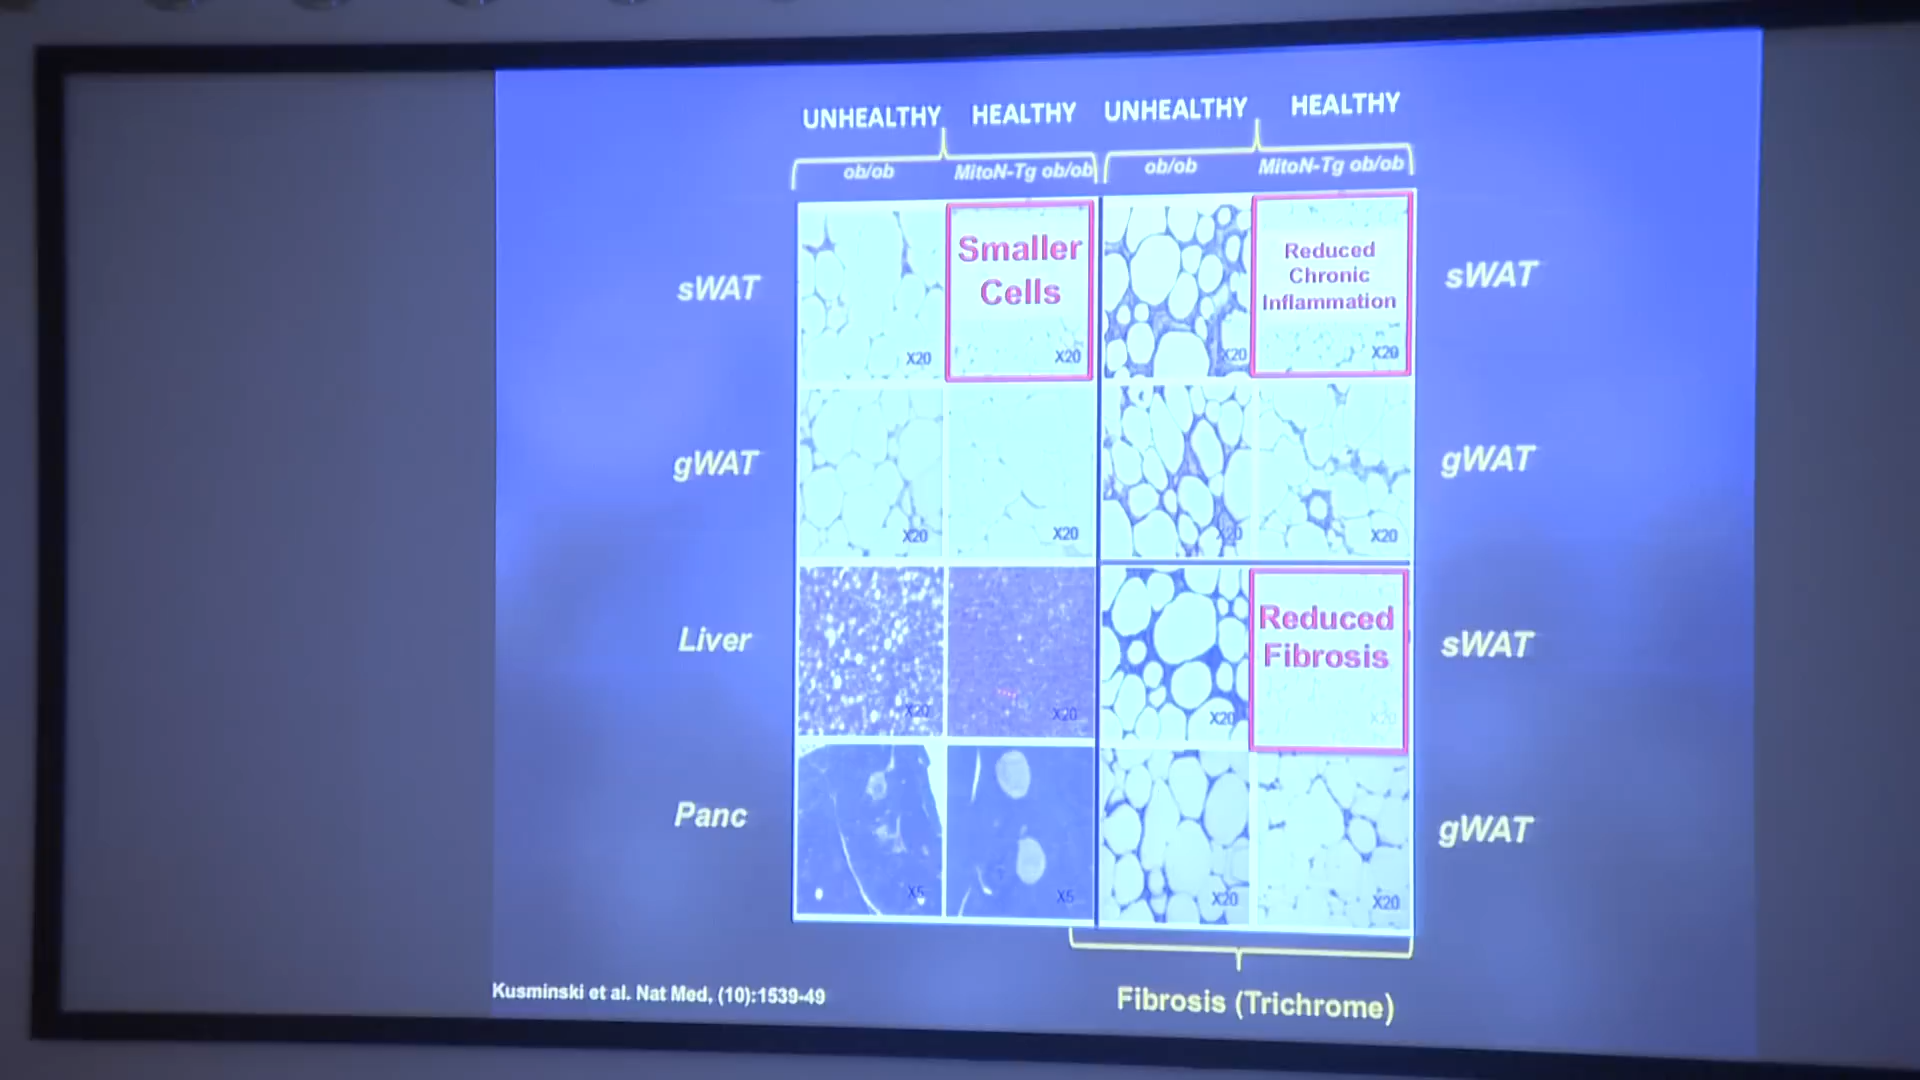 UNHEALTHY HEALTHY UNHEALTHY HEALTHY
ob/ob MitoN-Tg ob/ob ob/ob MitoN-Tg ob/ob
sWAT X20 Smaller Cells X20 X20 Reduced Chronic Inflammation X20 sWAT
gWAT X20 X20 X20 X20 gWAT
Liver X20 X20 X20 Reduced Fibrosis X20 sWAT
Panc X5 X5 X20 X20 gWAT
Kusminski et al. Nat Med, (10):1539-49
Fibrosis (Trichrome)